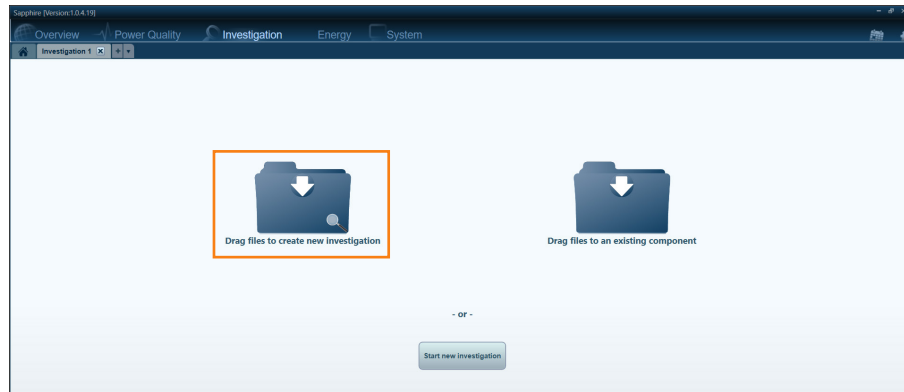 Sapphire [Version:1.0.4.19]
Overview Power Quality Investigation Energy System
Investigation 1
Drag files to create new investigation
Drag files to an existing component
- or -
Start new investigation